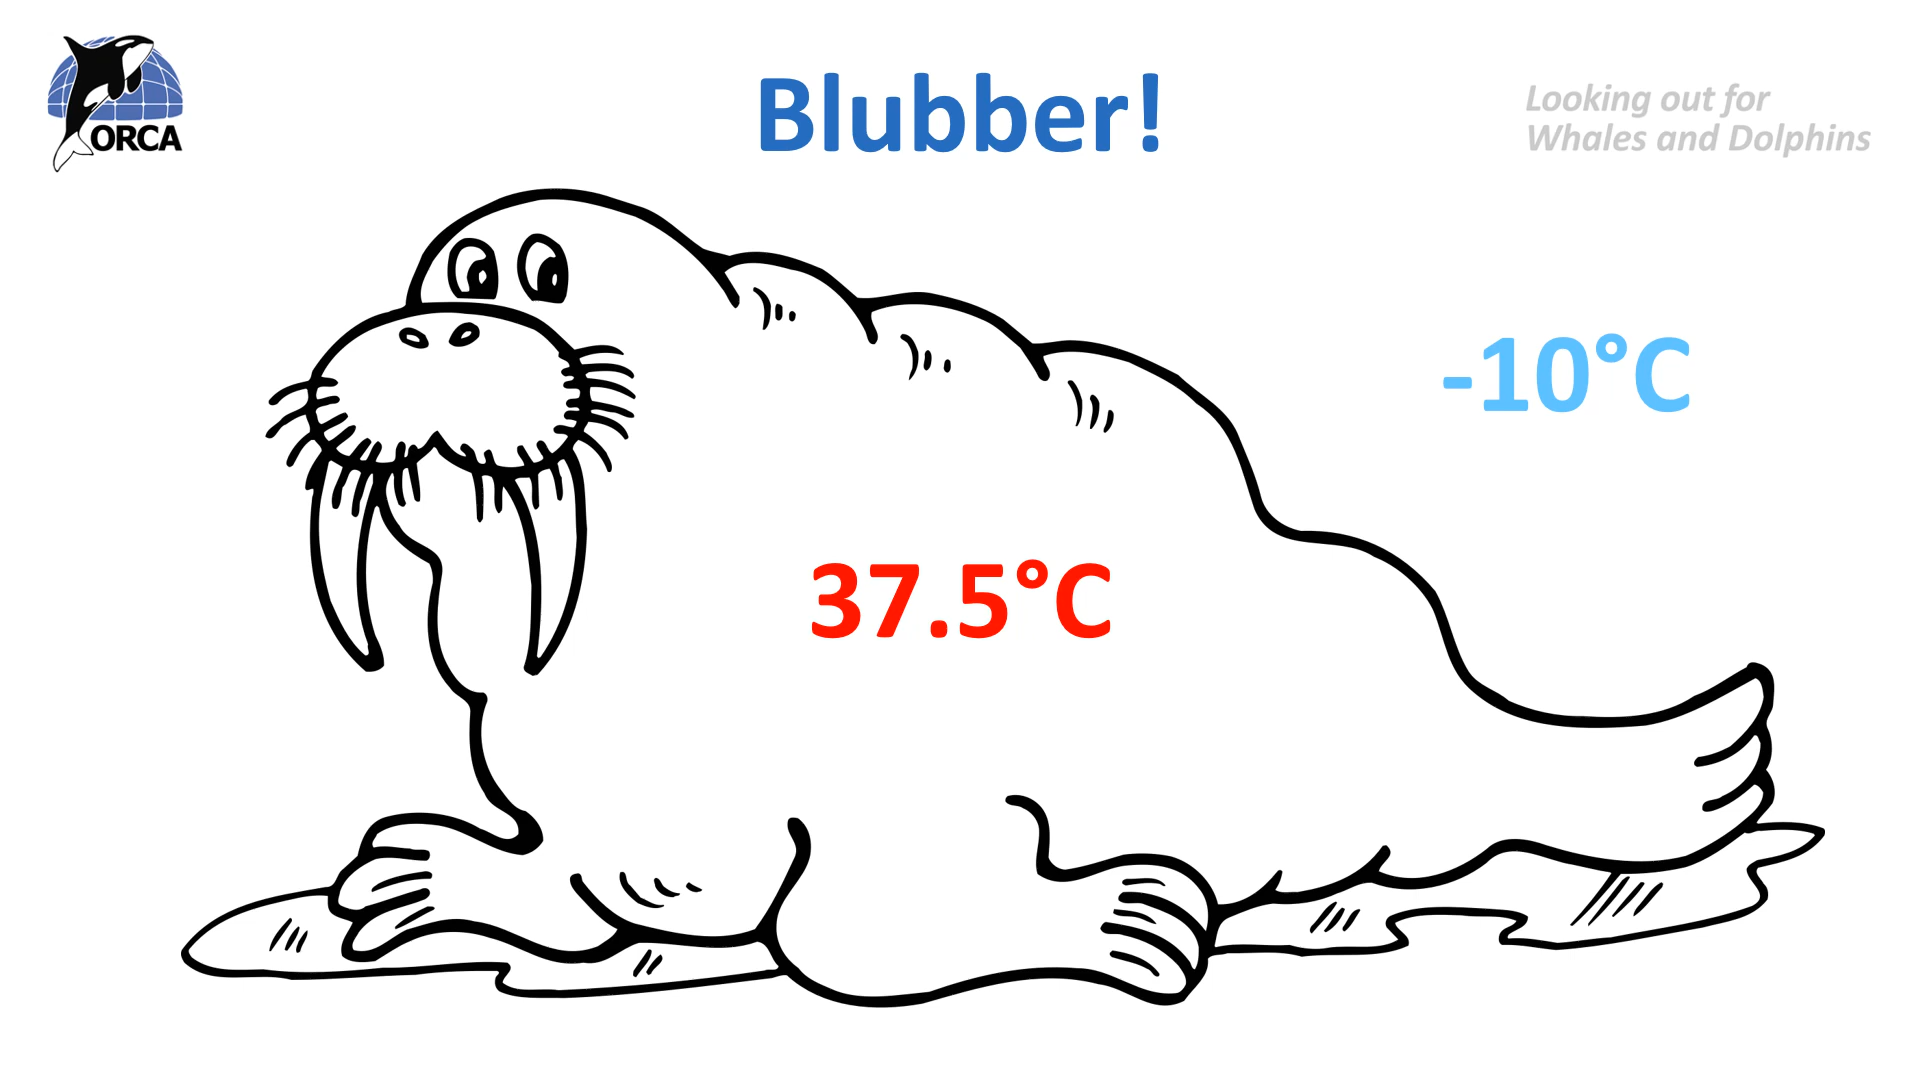 ORCA
Blubber!
Looking out for
Whales and Dolphins
-10°C
37.5°C